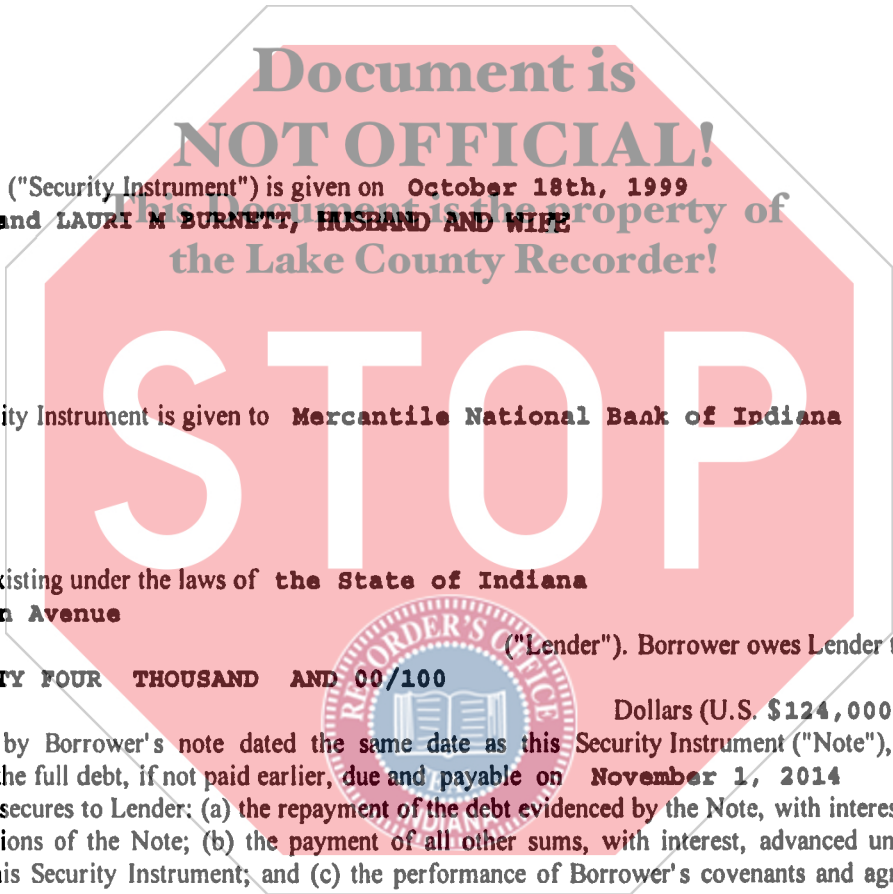 Document is
NOT OFFICIAL!
("Security Instrument") is given on October 18th, 1999
This Document is the property of
and LAURI M BURNETT, HUSBAND AND WIFE
the Lake County Recorder!
STOP
ity Instrument is given to Mercantile National Bank of Indiana
xisting under the laws of the State of Indiana
n Avenue
("Lender"). Borrower owes Lender t
TY FOUR THOUSAND AND 00/100
Dollars (U.S. $124,000
by Borrower's note dated the same date as this Security Instrument ("Note"),
he full debt, if not paid earlier, due and payable on November 1, 2014
secures to Lender: (a) the repayment of the debt evidenced by the Note, with interes
ions of the Note; (b) the payment of all other sums, with interest, advanced un
his Security Instrument; and (c) the performance of Borrower's covenants and ag
RECORDER'S OFFICE
INDIANA